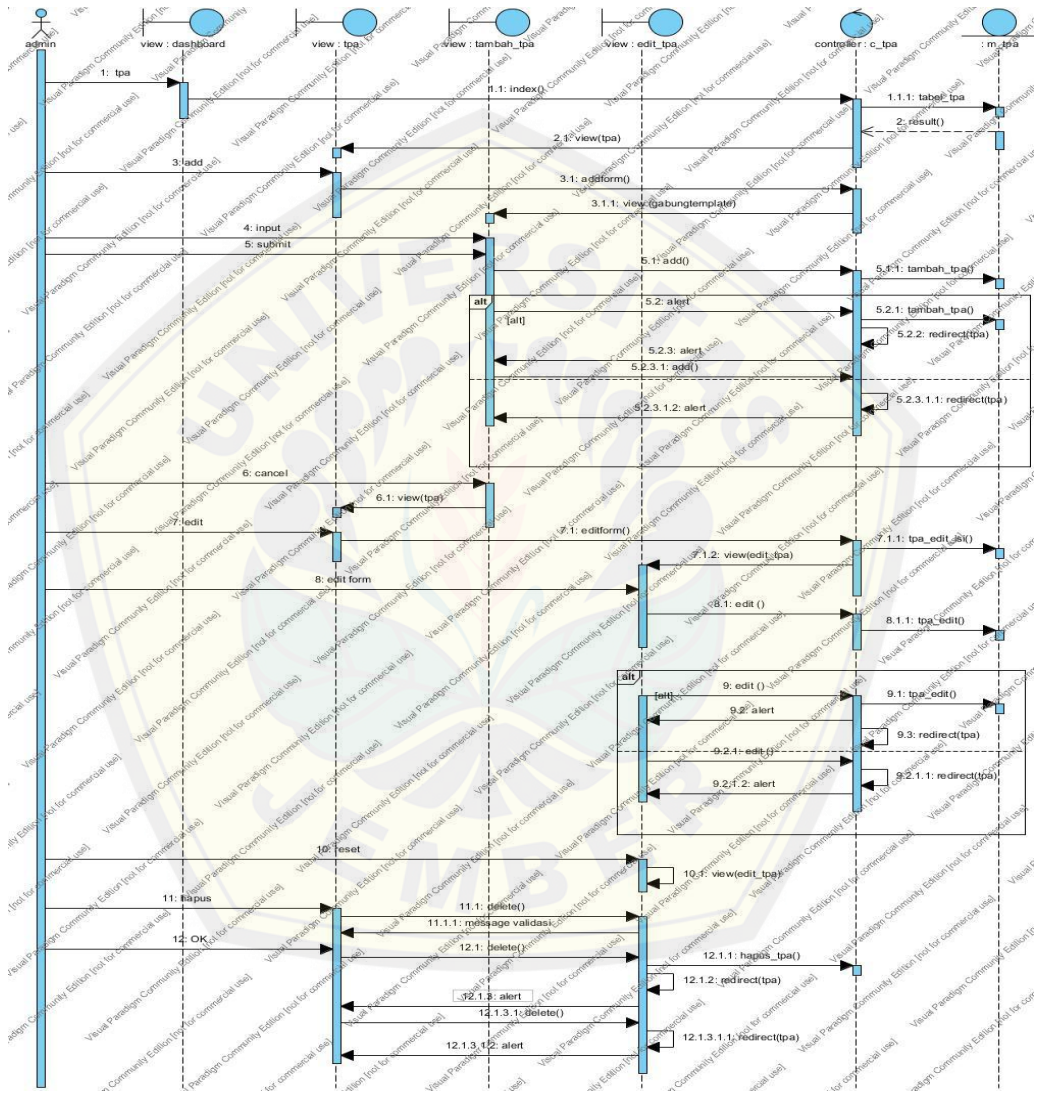 admin
view : dashboard
view : tpa
view : tambah_tpa
view : edit_tpa
controller : c_tpa
: m_tpa
1: tpa
1.1: index()
1.1.1: tabel_tpa
2: result()
2.1: view(tpa)
3: add
3.1: addform()
3.1.1: view (gabungtemplate)
4: input
5: submit
5.1: add()
5.1.1: tambah_tpa()
alt
5.2: alert
5.2.1: tambah_tpa()
[alt]
5.2.2: redirect(tpa)
5.2.3: alert
5.2.3.1: add()
5.2.3.1.1: redirect(tpa)
5.2.3.1.2: alert
6: cancel
6.1: view(tpa)
7: edit
7.1: editform()
7.1.1: tpa_edit_isi()
7.1.2: view(edit_tpa)
8: edit form
8.1: edit ()
8.1.1: tpa_edit()
alt
[alt]
9: edit ()
9.1: tpa_edit()
9.2: alert
9.3: redirect(tpa)
9.2.1: edit ()
9.2.1.1: redirect(tpa)
9.2.1.2: alert
10: reset
10.1: view(edit_tpa)
11: hapus
11.1: delete()
11.1.1: message validasi
12: OK
12.1: delete()
12.1.1: hapus_tpa()
12.1.2: redirect(tpa)
12.1.3: alert
12.1.3.1: delete()
12.1.3.1.1: redirect(tpa)
12.1.3.1.2: alert
UNIVERSITAS
JEMBER
Visual Paradigm Community Edition [not for commercial use]